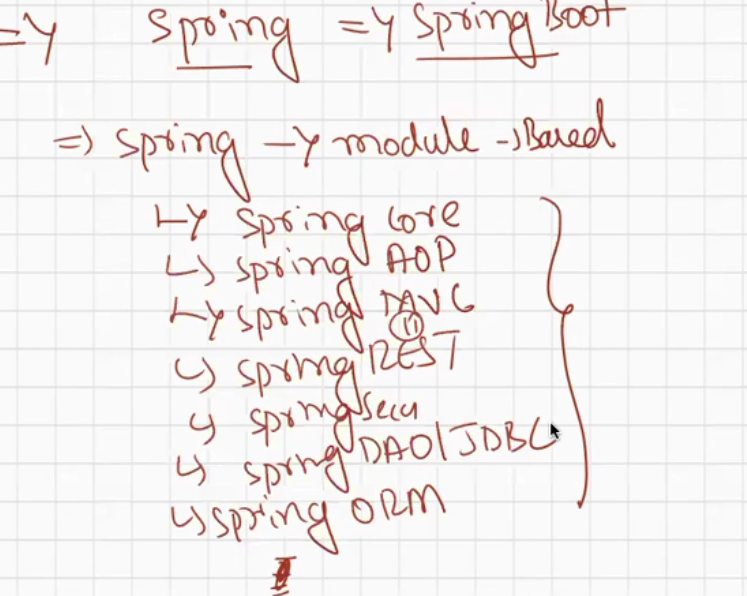 => Spring => Spring Boot
=> Spring -> module -> Based
-> Spring Core
-> Spring AOP
-> Spring MVC
11
-> Spring REST
-> Spring Secu
-> Spring DAO/JDBC
-> Spring ORM